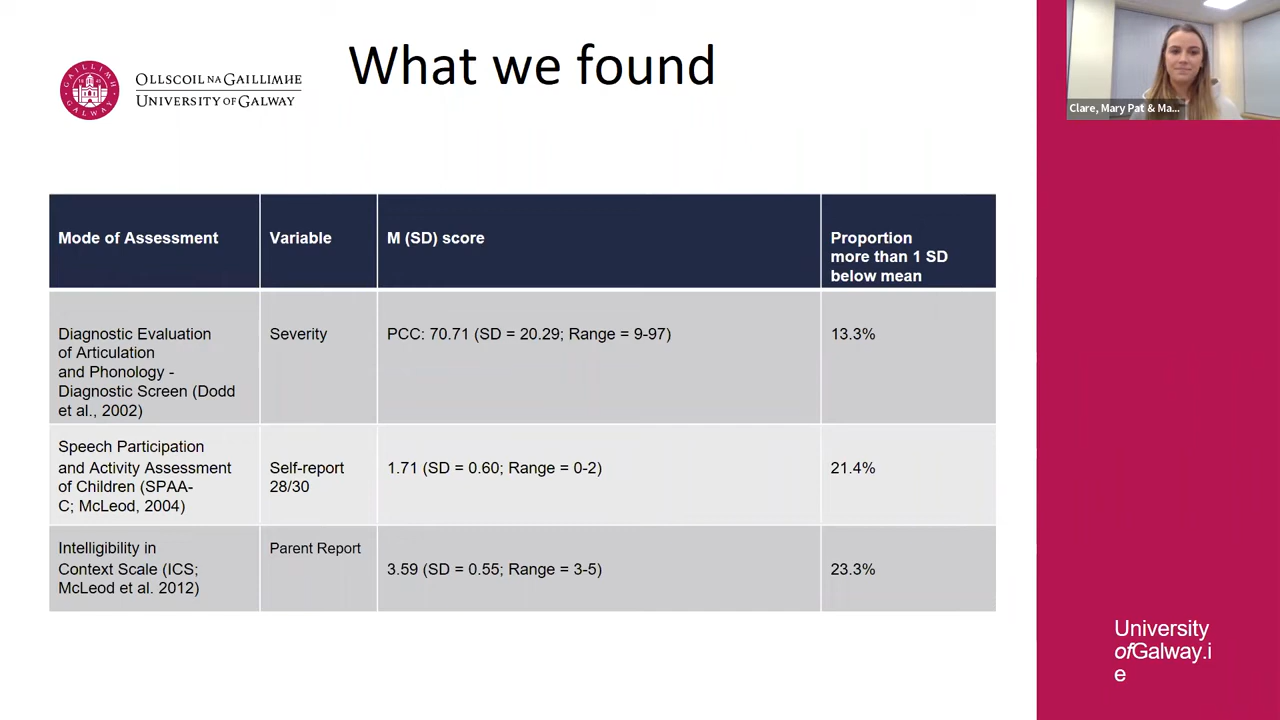 What we found
OLLSCOIL NA GAILLIMHE
UNIVERSITY OF GALWAY
Clare, Mary Pat & Ma...
Mode of Assessment
Variable
M (SD) score
Proportion
more than 1 SD
below mean
Diagnostic Evaluation
of Articulation
and Phonology -
Diagnostic Screen (Dodd
et al., 2002)
Severity
PCC: 70.71 (SD = 20.29; Range = 9-97)
13.3%
Speech Participation
and Activity Assessment
of Children (SPAA-
C; McLeod, 2004)
Self-report
28/30
1.71 (SD = 0.60; Range = 0-2)
21.4%
Intelligibility in
Context Scale (ICS;
McLeod et al. 2012)
Parent Report
3.59 (SD = 0.55; Range = 3-5)
23.3%
University
ofGalway.i
e